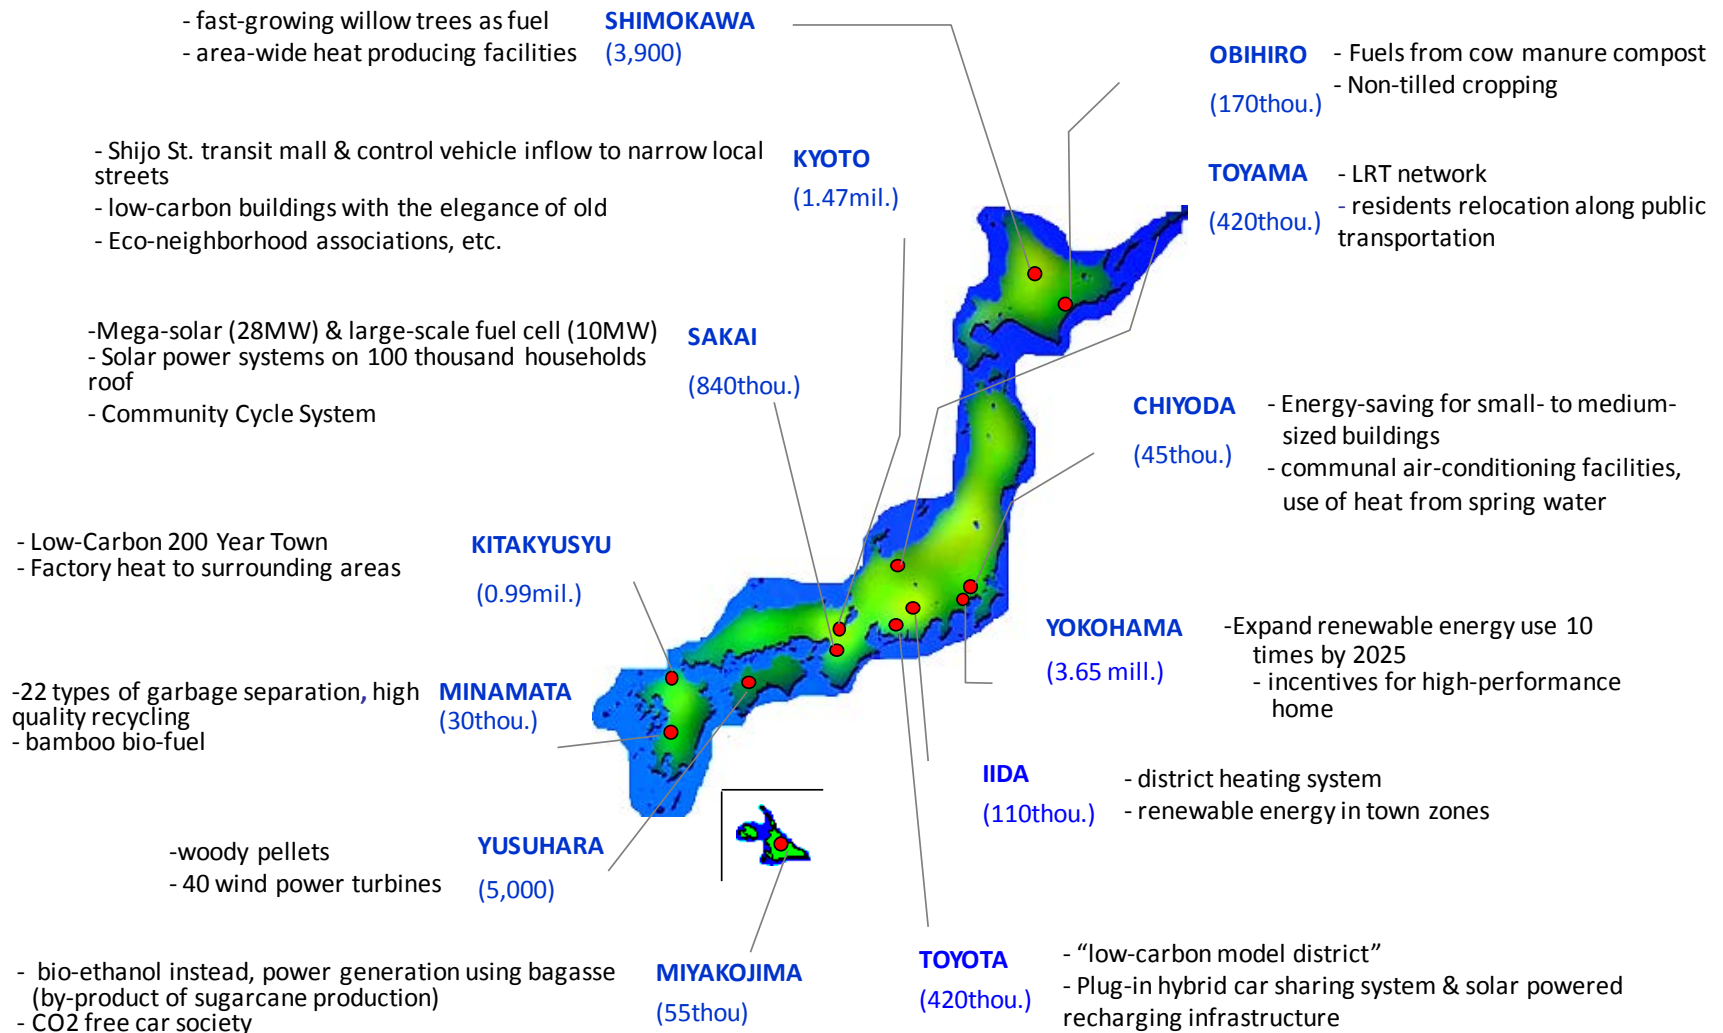 - fast-growing willow trees as fuel
- area-wide heat producing facilities
SHIMOKAWA
(3,900)
OBIHIRO
(170thou.)
- Fuels from cow manure compost
- Non-tilled cropping
- Shijo St. transit mall & control vehicle inflow to narrow local
streets
- low-carbon buildings with the elegance of old
- Eco-neighborhood associations, etc.
KYOTO
(1.47mil.)
TOYAMA
(420thou.)
- LRT network
- residents relocation along public
transportation
-Mega-solar (28MW) & large-scale fuel cell (10MW)
- Solar power systems on 100 thousand households
roof
- Community Cycle System
SAKAI
(840thou.)
CHIYODA
(45thou.)
- Energy-saving for small- to medium-
sized buildings
- communal air-conditioning facilities,
use of heat from spring water
- Low-Carbon 200 Year Town
- Factory heat to surrounding areas
KITAKYUSYU
(0.99mil.)
YOKOHAMA
(3.65 mill.)
-Expand renewable energy use 10
times by 2025
- incentives for high-performance
home
-22 types of garbage separation, high
quality recycling
- bamboo bio-fuel
MINAMATA
(30thou.)
IIDA
(110thou.)
- district heating system
- renewable energy in town zones
-woody pellets
- 40 wind power turbines
YUSUHARA
(5,000)
- bio-ethanol instead, power generation using bagasse
(by-product of sugarcane production)
- CO2 free car society
MIYAKOJIMA
(55thou)
TOYOTA
(420thou.)
- “low-carbon model district”
- Plug-in hybrid car sharing system & solar powered
recharging infrastructure